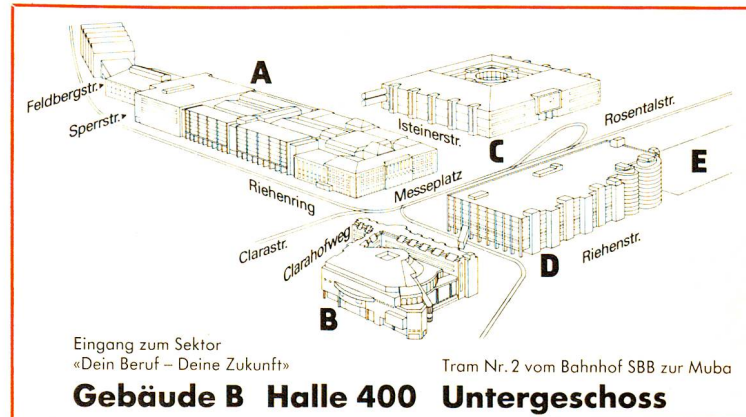 A
Feldbergstr.
Sperrstr.
Isteinerstr.
Rosentalstr.
C
E
Messeplatz
Riehenring
Clarastr.
Clarahofweg
D
Riehenstr.
B
Eingang zum Sektor
«Dein Beruf – Deine Zukunft»
Tram Nr. 2 vom Bahnhof SBB zur Muba
Gebäude B Halle 400 Untergeschoss